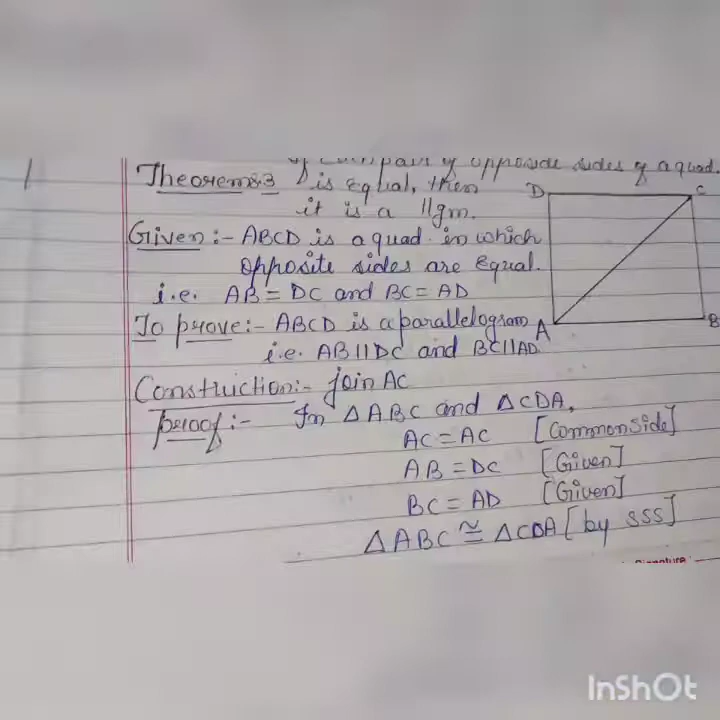 pair of opposide sides of a quad.
Theorem 8.3 is equal, then
it is a ||gm.
D C
Given :- ABCD is a quad. in which
opposite sides are equal.
i.e. AB = DC and BC = AD
To prove:- ABCD is a parallelogram
A B
i.e. AB || DC and BC || AD
Construction:- Join AC
proof :- In △ABC and △CDA,
AC = AC [Common side]
AB = DC [Given]
BC = AD [Given]
△ABC ≅ △CDA [by SSS]
InShOt